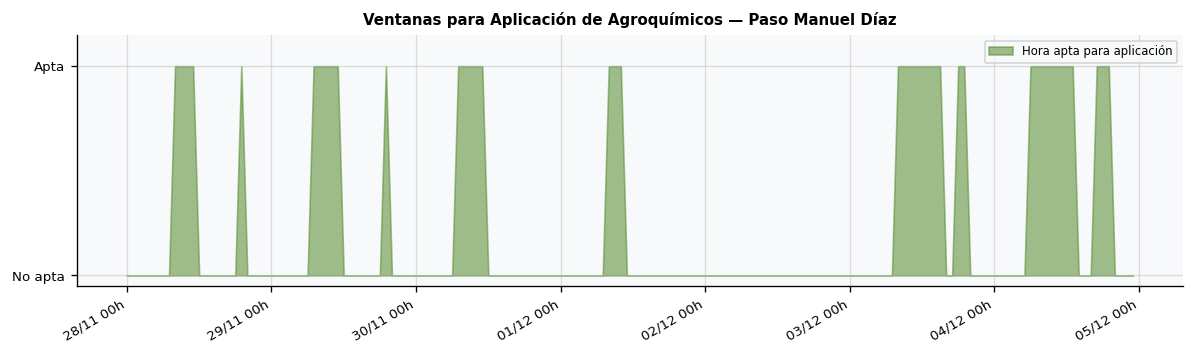 Ventanas para Aplicación de Agroquímicos — Paso Manuel Díaz
Hora apta para aplicación
Apta
No apta
28/11 00h
29/11 00h
30/11 00h
01/12 00h
02/12 00h
03/12 00h
04/12 00h
05/12 00h